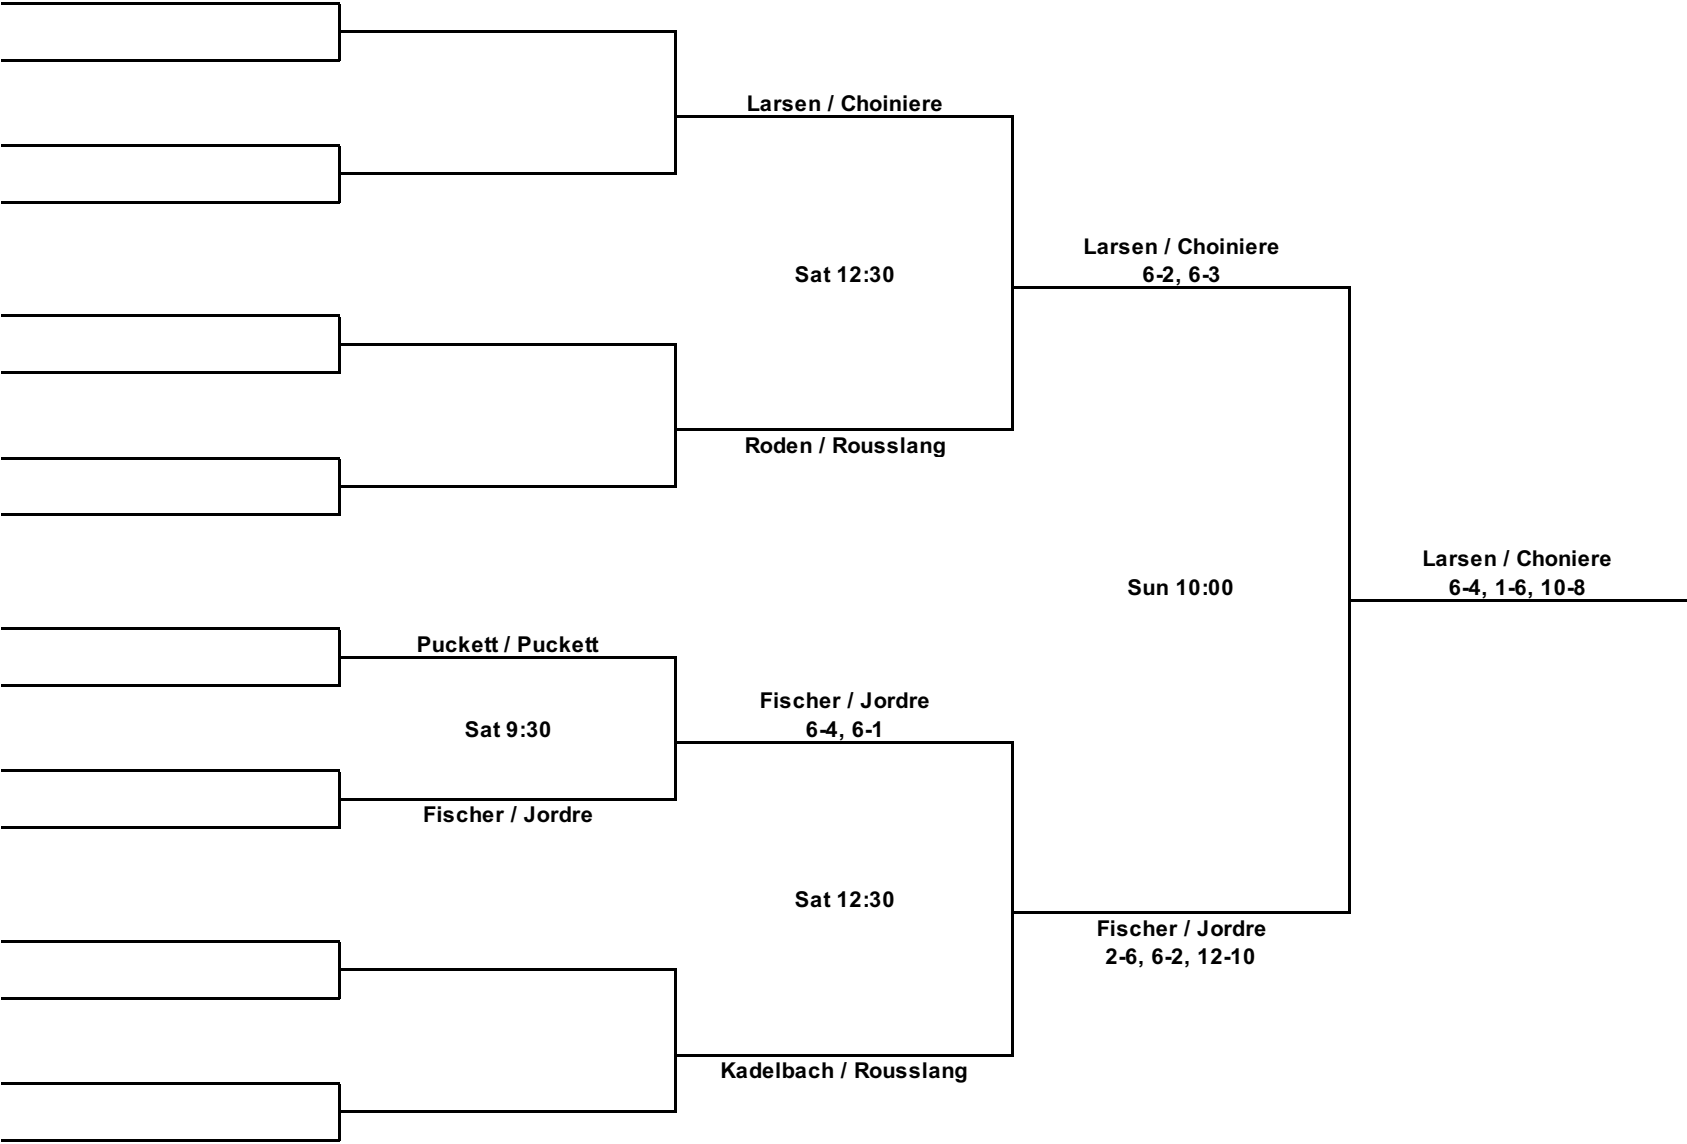 Larsen / Choiniere
Larsen / Choiniere
Sat 12:30
6-2, 6-3
Roden / Rousslang
Larsen / Choniere
Sun 10:00
6-4, 1-6, 10-8
Puckett / Puckett
Fischer / Jordre
Sat 9:30
6-4, 6-1
Fischer / Jordre
Sat 12:30
Fischer / Jordre
2-6, 6-2, 12-10
Kadelbach / Rousslang